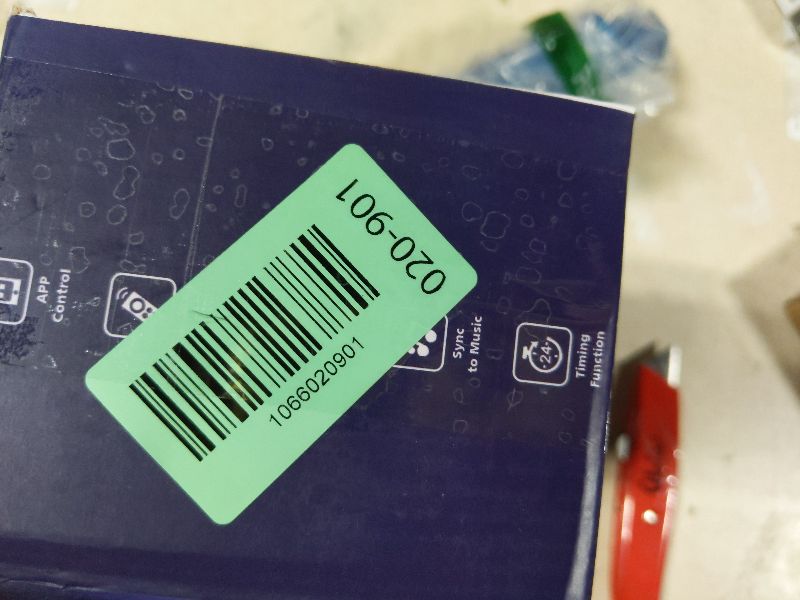 020-901
1066020901
APP
Control
Sync
to Music
24
Timing
Function